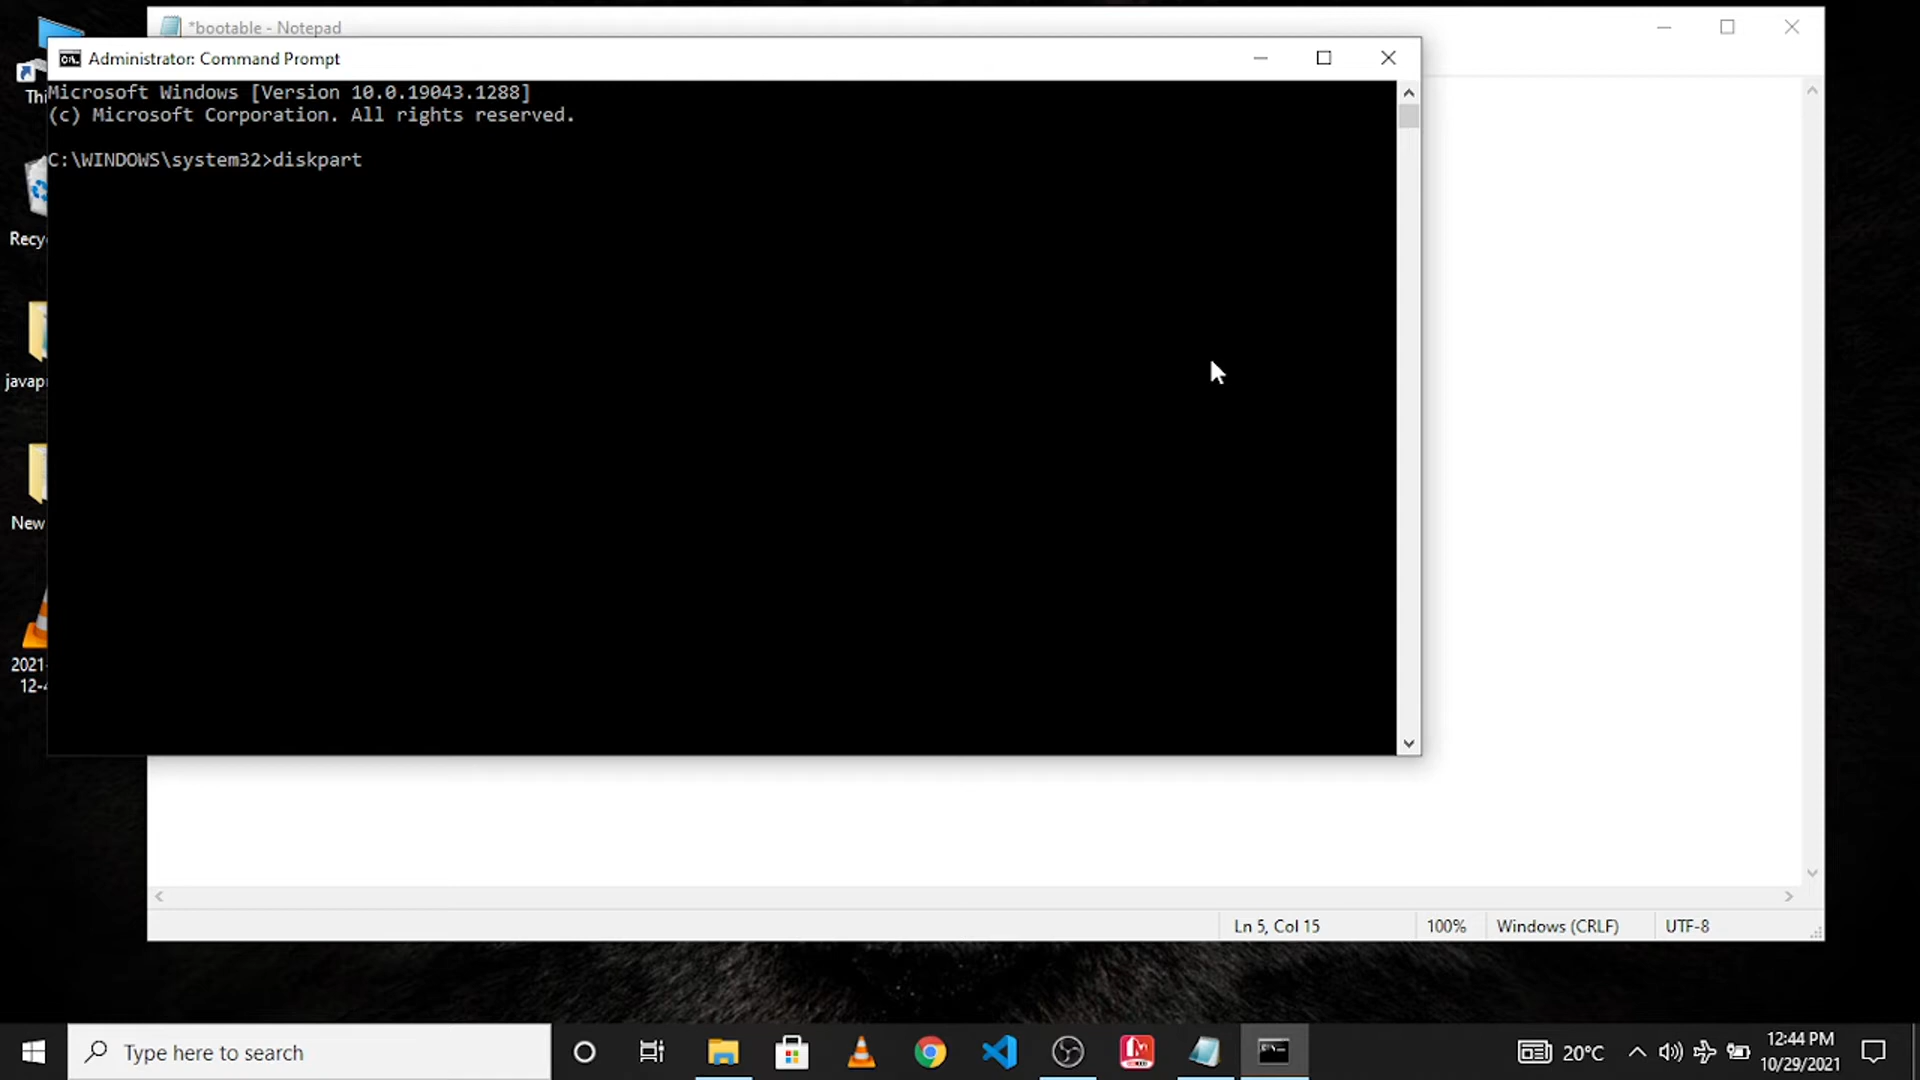 *bootable - Notepad
Administrator: Command Prompt
Microsoft Windows [Version 10.0.19043.1288]
(c) Microsoft Corporation. All rights reserved.
C:\WINDOWS\system32>diskpart
Thi
Recy
javap
New
2021-
12-4
Ln 5, Col 15
100%
Windows (CRLF)
UTF-8
Type here to search
20°C
12:44 PM
10/29/2021